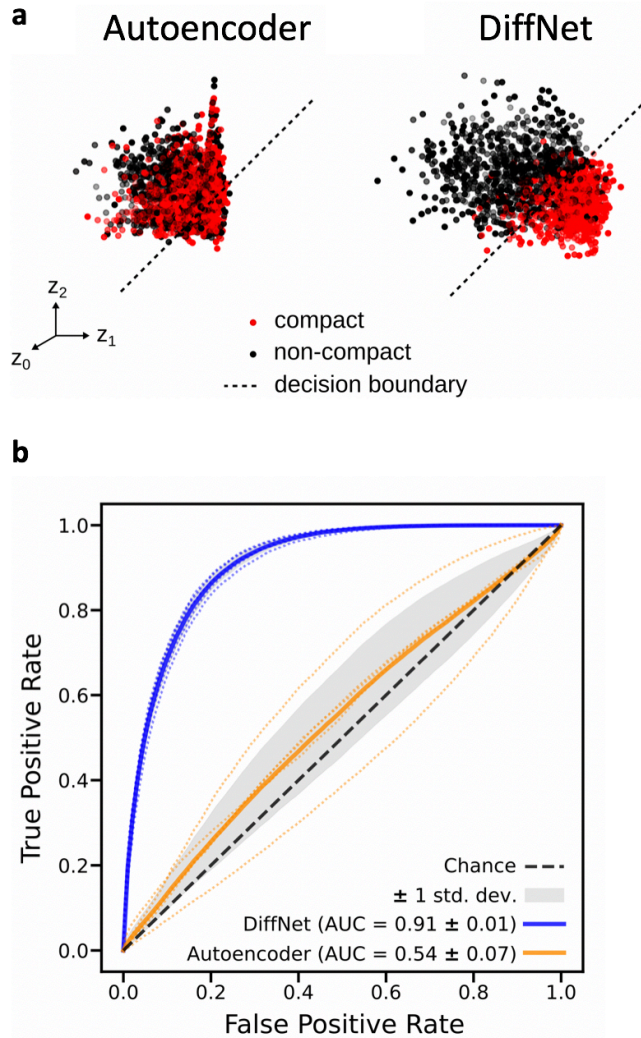 a
Autoencoder DiffNet
z2
z1
z0
compact
non-compact
decision boundary
b
1.0
0.8
0.6
0.4
0.2
0.0
True Positive Rate
Chance
± 1 std. dev.
DiffNet (AUC = 0.91 ± 0.01)
Autoencoder (AUC = 0.54 ± 0.07)
0.0 0.2 0.4 0.6 0.8 1.0
False Positive Rate